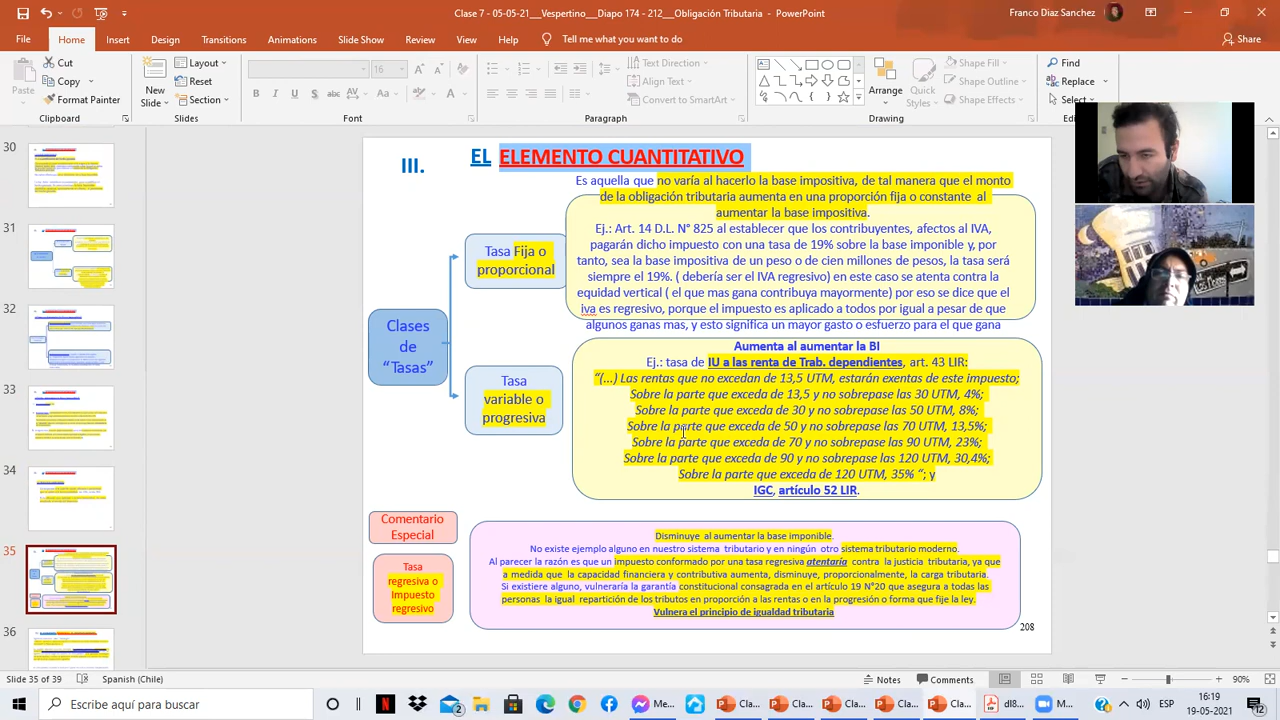 Clase 7 - 05-05-21
Tributario 174 -212 - PowerPoint
File
Home
Insert
Design
Transitions
Animations
Slide Show
Review
View
Help
Tell me what you want to do
Share
Paste
Cut
Copy
Format Painter
Clipboard
New
Slide
Layout
Reset
Section
Slides
16
Font
Text Direction
Align Text
Convert to SmartArt
Paragraph
Arrange
Quick
Styles
Shape Fill
Shape Outline
Shape Effects
Drawing
Find
Replace
Select
30
31
32
33
34
35
36
III.
EL ELEMENTO CUANTITATIVO
Es aquella que no varía al hacerlo la base impositiva, de tal manera que el monto
de la obligación tributaria aumenta en una proporción fija o constante al
aumentar la base impositiva.
Ej.: Art. 14 D.L. N° 825 al establecer que los contribuyentes, afectos al IVA,
pagarán dicho impuesto con una tasa de 19% sobre la base imponible y, por
tanto, sea la base impositiva de un peso o de cien millones de pesos, la tasa será
siempre el 19%. ( debería ser el IVA regresivo) en este caso se atenta contra la
equidad vertical ( el que mas gana contribuya mayormente) por eso se dice que el
iva es regresivo, porque el impuesto es aplicado a todos por igual a pesar de que
algunos ganas mas, y esto significa un mayor gasto o esfuerzo para el que gana
Tasa Fija o
proporcional
Clases
de
“Tasas”
Tasa
variable o
progresiva
Aumenta al aumentar la BI
Ej.: tasa de IU a las renta de Trab. dependientes, art. 43 LIR:
“(...) Las rentas que no excedan de 13,5 UTM, estarán exentas de este impuesto;
Sobre la parte que exceda de 13,5 y no sobrepase las 30 UTM, 4%;
Sobre la parte que exceda de 30 y no sobrepase las 50 UTM, 8%;
Sobre la parte que exceda de 50 y no sobrepase las 70 UTM, 13,5%;
Sobre la parte que exceda de 70 y no sobrepase las 90 UTM, 23%;
Sobre la parte que exceda de 90 y no sobrepase las 120 UTM, 30,4%;
Sobre la parte que exceda de 120 UTM, 35% “; y
IGC, artículo 52 LIR.
Comentario
Especial
Tasa
regresiva o
Impuesto
regresivo
Disminuye al aumentar la base imponible.
No existe ejemplo alguno en nuestro sistema tributario y en ningún otro sistema tributario moderno.
Al parecer la razón es que un impuesto conformado por una tasa regresiva atentaría contra la justicia tributaria, ya que
a medida que la capacidad financiera y contributiva aumenta, disminuye, proporcionalmente, la carga tributaria.
Si existiere alguno, vulneraría la garantía constitucional consagrada en el artículo 19 N°20 que asegura a todas las
personas la igual repartición de los tributos en proporción a las rentas o en la progresión o forma que fije la ley.
Vulnera el principio de igualdad tributaria
208
Slide 35 of 39
Spanish (Chile)
Notes
Comments
90%
Escribe aquí para buscar
2
Cla...
Cla...
Cla...
Cla...
Cla...
dl8...
M...
ESP
16:19
19-05-2021
12